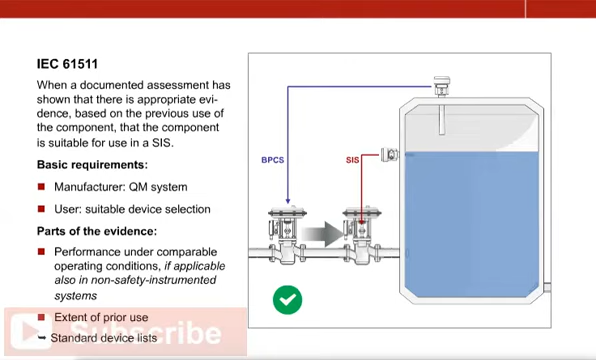 IEC 61511
When a documented assessment has
shown that there is appropriate evi-
dence, based on the previous use of
the component, that the component
is suitable for use in a SIS.
Basic requirements:
Manufacturer: QM system
User: suitable device selection
Parts of the evidence:
Performance under comparable
operating conditions, if applicable
also in non-safety-instrumented
systems
Extent of prior use
Standard device lists
BPCS
SIS
Subscribe